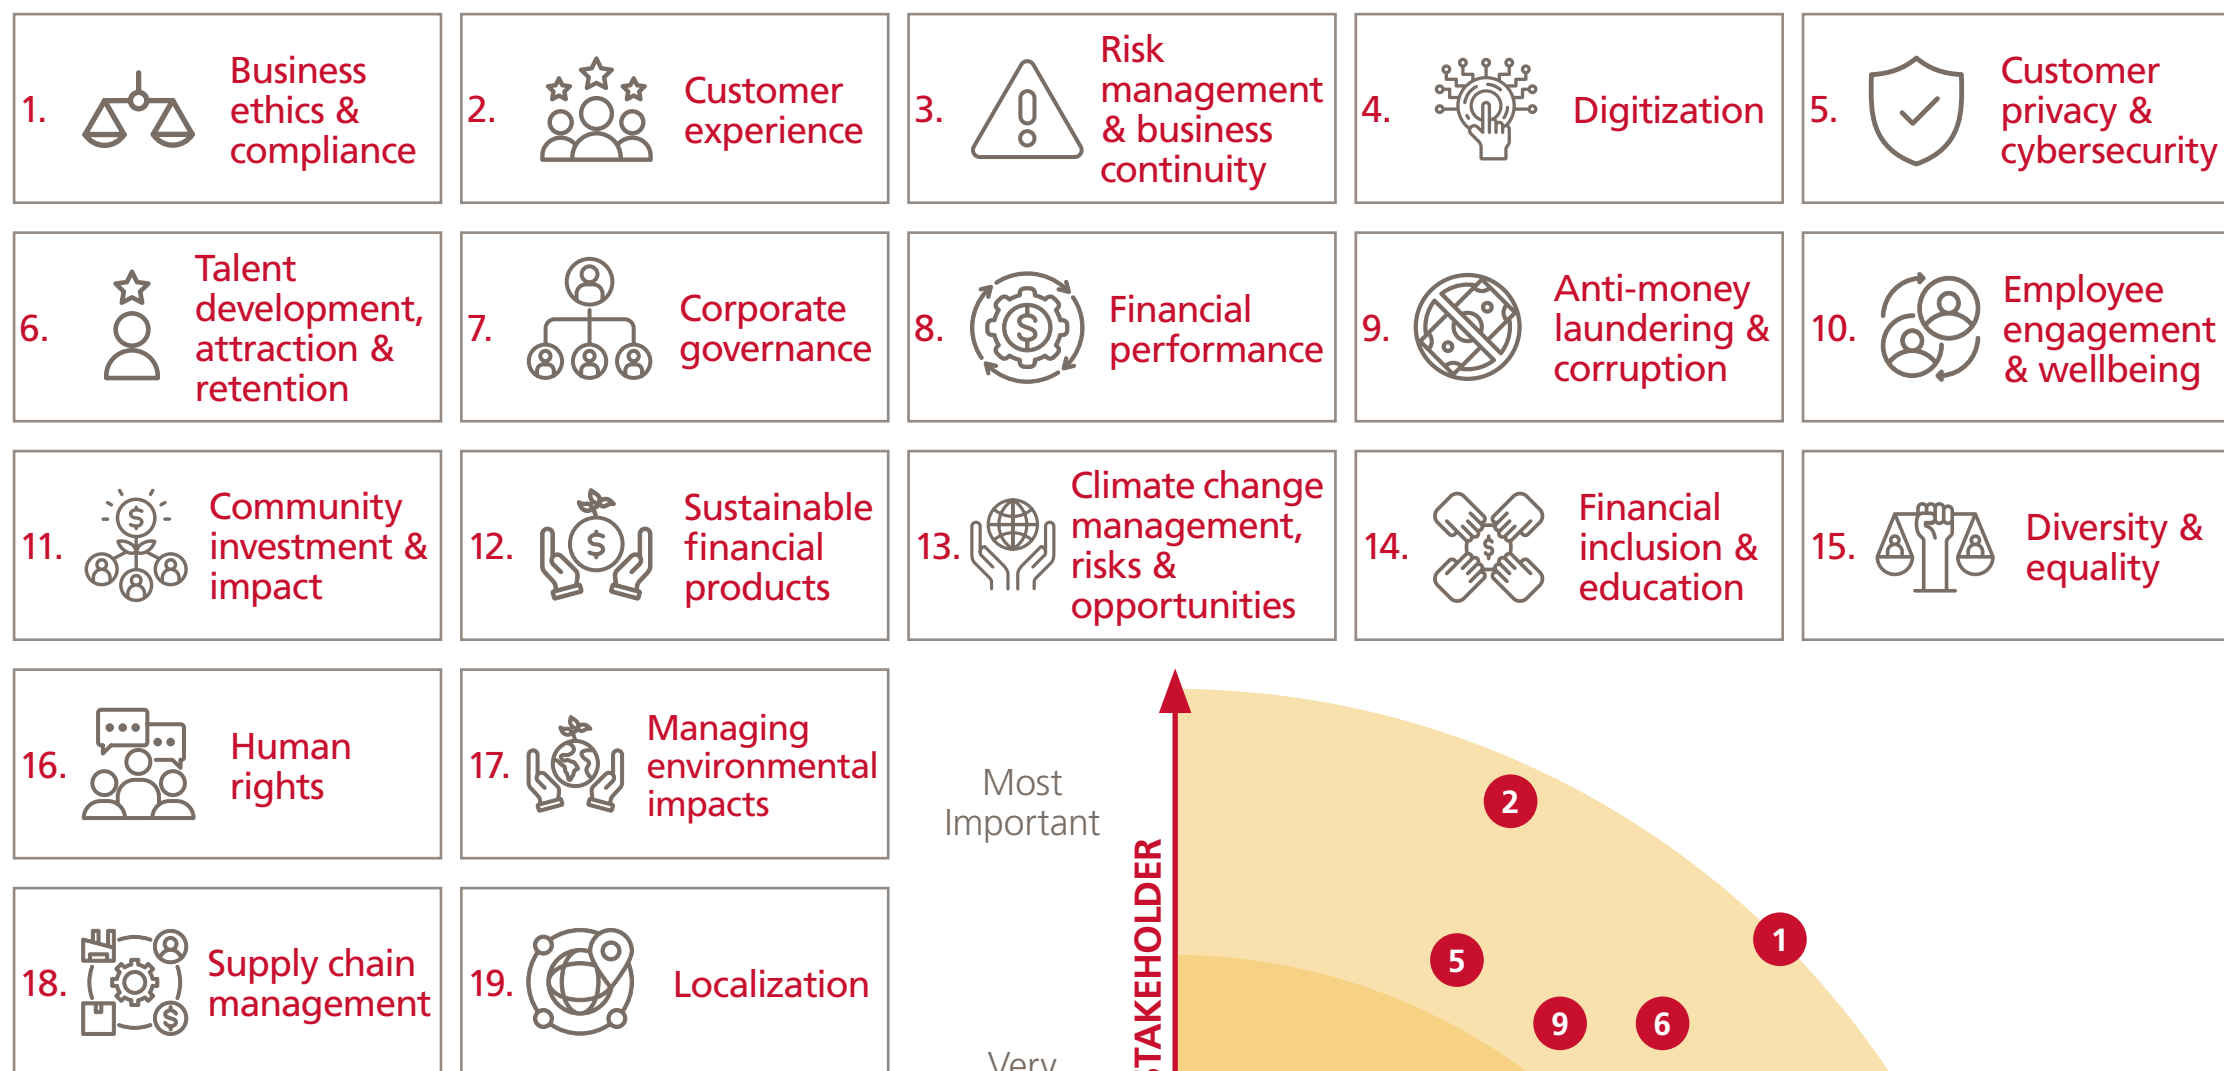 1.
Business
ethics &
compliance
2.
Customer
experience
3.
Risk
management
& business
continuity
4.
Digitization
5.
Customer
privacy &
cybersecurity
6.
Talent
development,
attraction &
retention
7.
Corporate
governance
8.
Financial
performance
9.
Anti-money
laundering &
corruption
10.
Employee
engagement
& wellbeing
11.
Community
investment &
impact
12.
Sustainable
financial
products
13.
Climate change
management,
risks &
opportunities
14.
Financial
inclusion &
education
15.
Diversity &
equality
16.
Human
rights
17.
Managing
environmental
impacts
18.
Supply chain
management
19.
Localization
Most
Important
Very
STAKEHOLDER
2
1
5
9
6